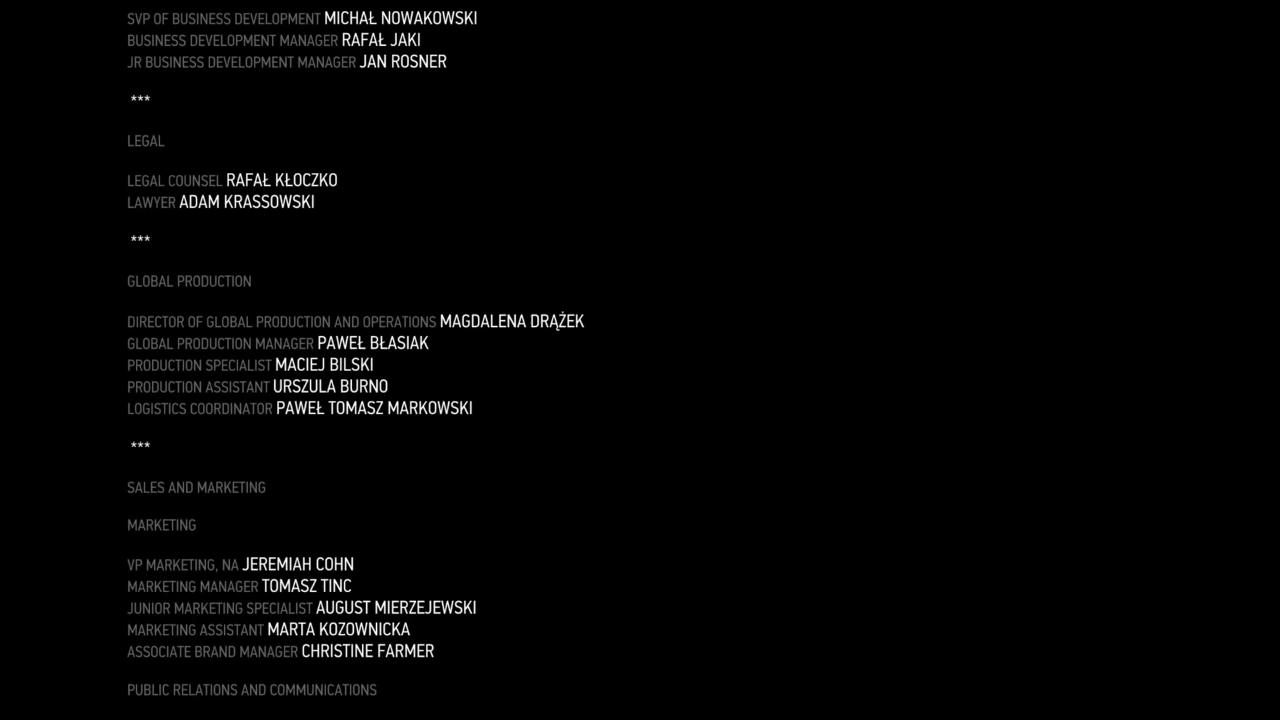 SVP OF BUSINESS DEVELOPMENT MICHAŁ NOWAKOWSKI
BUSINESS DEVELOPMENT MANAGER RAFAŁ JAKI
JR BUSINESS DEVELOPMENT MANAGER JAN ROSNER
***
LEGAL
LEGAL COUNSEL RAFAŁ KŁOCZKO
LAWYER ADAM KRASSOWSKI
***
GLOBAL PRODUCTION
DIRECTOR OF GLOBAL PRODUCTION AND OPERATIONS MAGDALENA DRĄŻEK
GLOBAL PRODUCTION MANAGER PAWEŁ BŁASIAK
PRODUCTION SPECIALIST MACIEJ BILSKI
PRODUCTION ASSISTANT URSZULA BURNO
LOGISTICS COORDINATOR PAWEŁ TOMASZ MARKOWSKI
***
SALES AND MARKETING
MARKETING
VP MARKETING, NA JEREMIAH COHN
MARKETING MANAGER TOMASZ TINC
JUNIOR MARKETING SPECIALIST AUGUST MIERZEJEWSKI
MARKETING ASSISTANT MARTA KOZOWNICKA
ASSOCIATE BRAND MANAGER CHRISTINE FARMER
PUBLIC RELATIONS AND COMMUNICATIONS